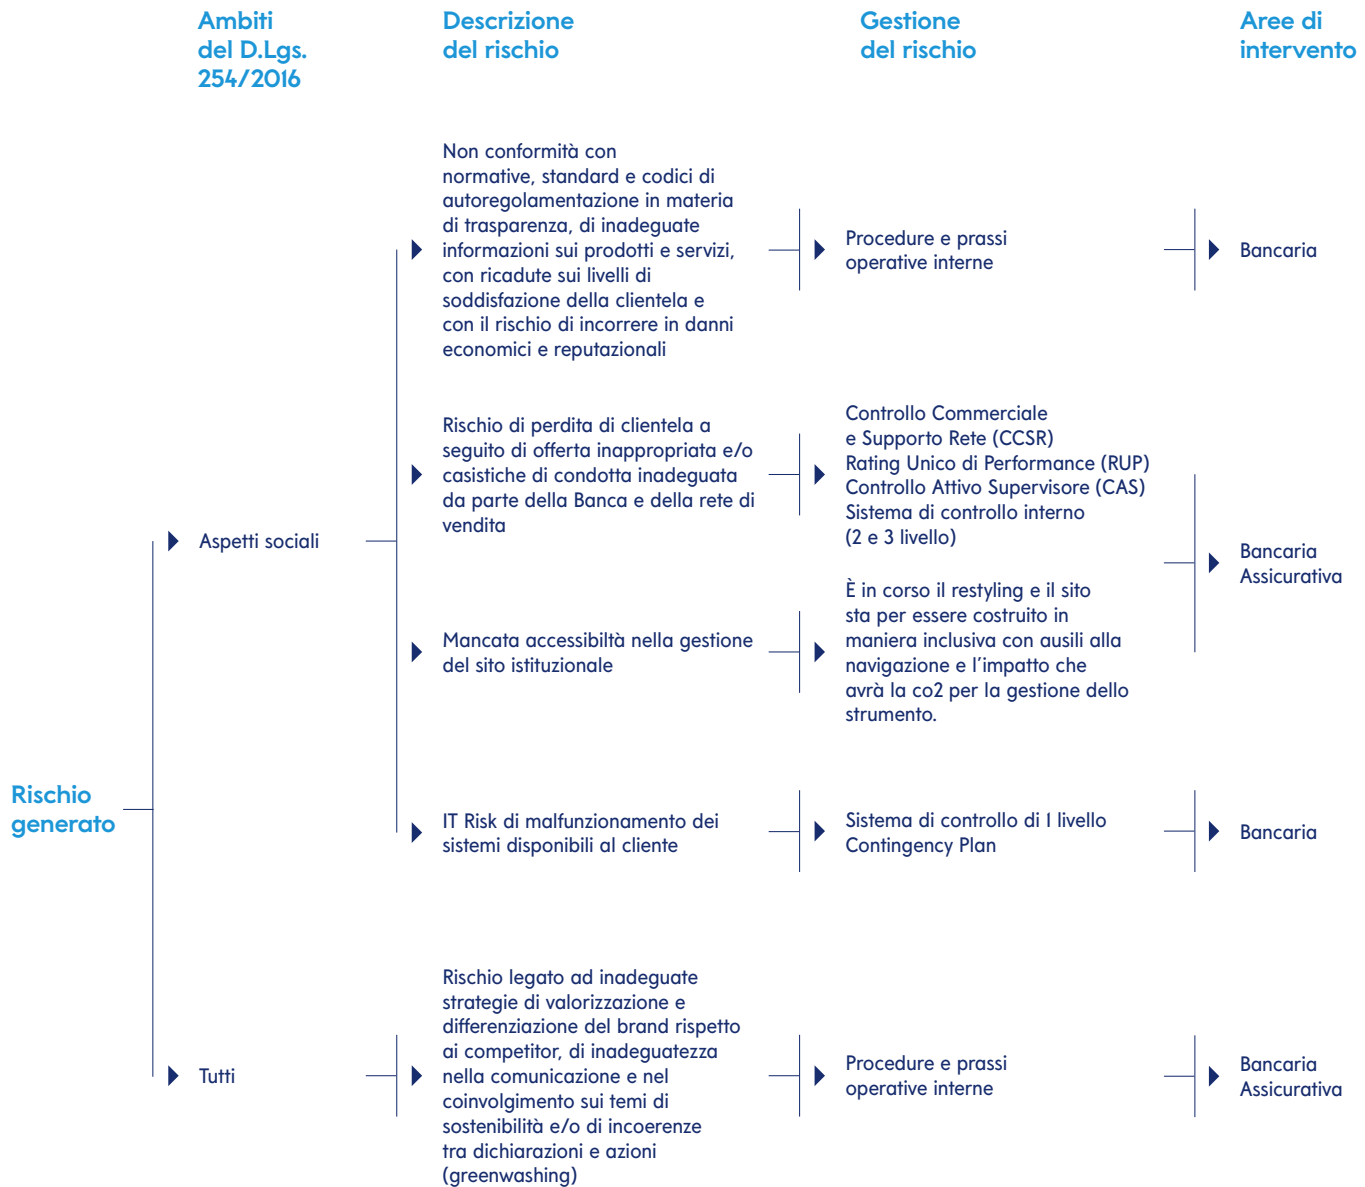 Ambiti
del D.Lgs.
254/2016
Descrizione
del rischio
Gestione
del rischio
Aree di
intervento
Rischio
generato
Aspetti sociali
Non conformità con
normative, standard e codici di
autoregolamentazione in materia
di trasparenza, di inadeguate
informazioni sui prodotti e servizi,
con ricadute sui livelli di
soddisfazione della clientela e
con il rischio di incorrere in danni
economici e reputazionali
Procedure e prassi
operative interne
Bancaria
Rischio di perdita di clientela a
seguito di offerta inappropriata e/o
casistiche di condotta inadeguata
da parte della Banca e della rete di
vendita
Controllo Commerciale
e Supporto Rete (CCSR)
Rating Unico di Performance (RUP)
Controllo Attivo Supervisore (CAS)
Sistema di controllo interno
(2 e 3 livello)
Mancata accessibiltà nella gestione
del sito istituzionale
È in corso il restyling e il sito
sta per essere costruito in
maniera inclusiva con ausili alla
navigazione e l'impatto che
avrà la co2 per la gestione dello
strumento.
Bancaria
Assicurativa
IT Risk di malfunzionamento dei
sistemi disponibili al cliente
Sistema di controllo di 1 livello
Contingency Plan
Bancaria
Tutti
Rischio legato ad inadeguate
strategie di valorizzazione e
differenziazione del brand rispetto
ai competitor, di inadeguatezza
nella comunicazione e nel
coinvolgimento sui temi di
sostenibilità e/o di incoerenze
tra dichiarazioni e azioni
(greenwashing)
Procedure e prassi
operative interne
Bancaria
Assicurativa